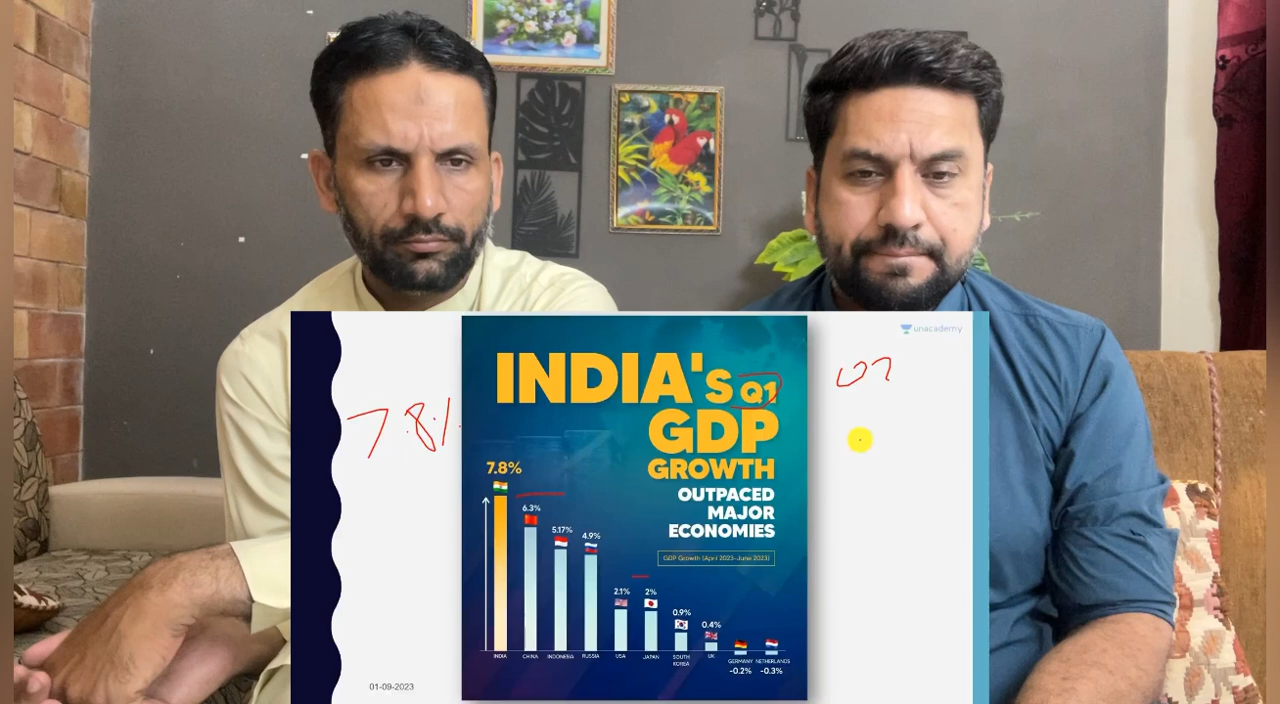 unacademy
INDIA's Q1
GDP
GROWTH
OUTPACED
MAJOR
ECONOMIES
GDP Growth (April 2023-June 2023)
7.8%
7.8%
6.3%
5.17%
4.9%
2.1%
2%
0.9%
0.4%
INDIA
CHINA
INDONESIA
RUSSIA
USA
JAPAN
SOUTH
KOREA
UK
GERMANY
-0.2%
NETHERLANDS
-0.3%
01-09-2023